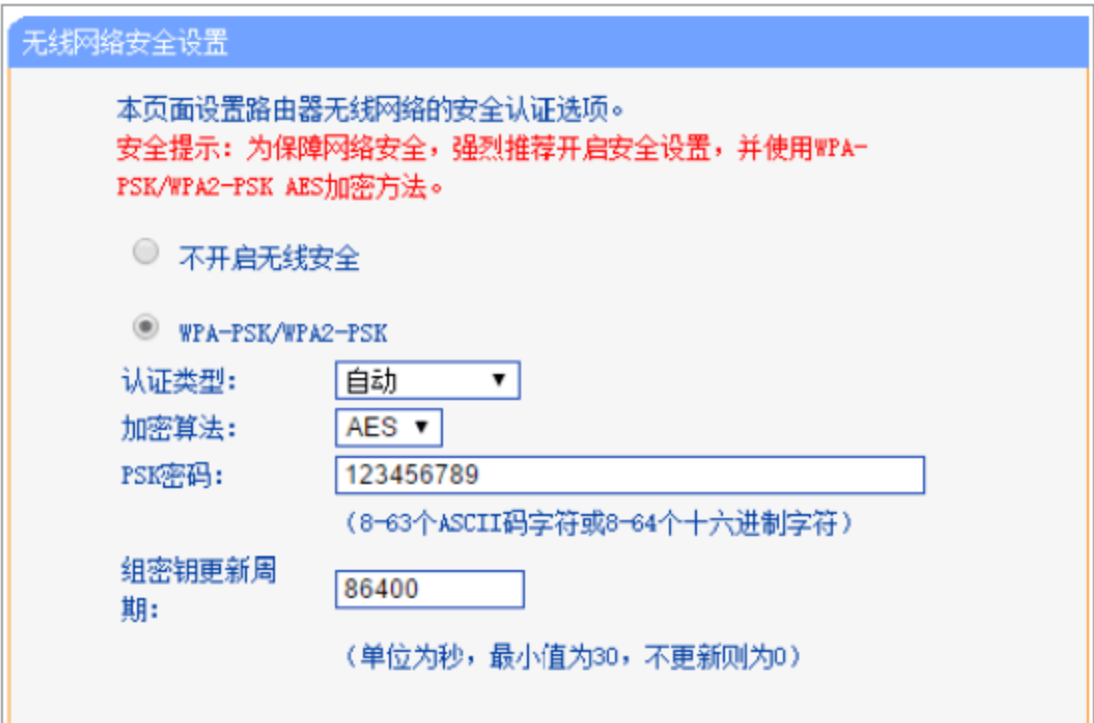 无线网络安全设置
本页面设置路由器无线网络的安全认证选项。
安全提示：为保障网络安全，强烈推荐开启安全设置，并使用WPA-
PSK/WPA2-PSK AES加密方法。
不开启无线安全
WPA-PSK/WPA2-PSK
认证类型： 自动
加密算法： AES
PSK密码： 123456789
（8-63个ASCII码字符或8-64个十六进制字符）
组密钥更新周
期： 86400
（单位为秒，最小值为30，不更新则为0）